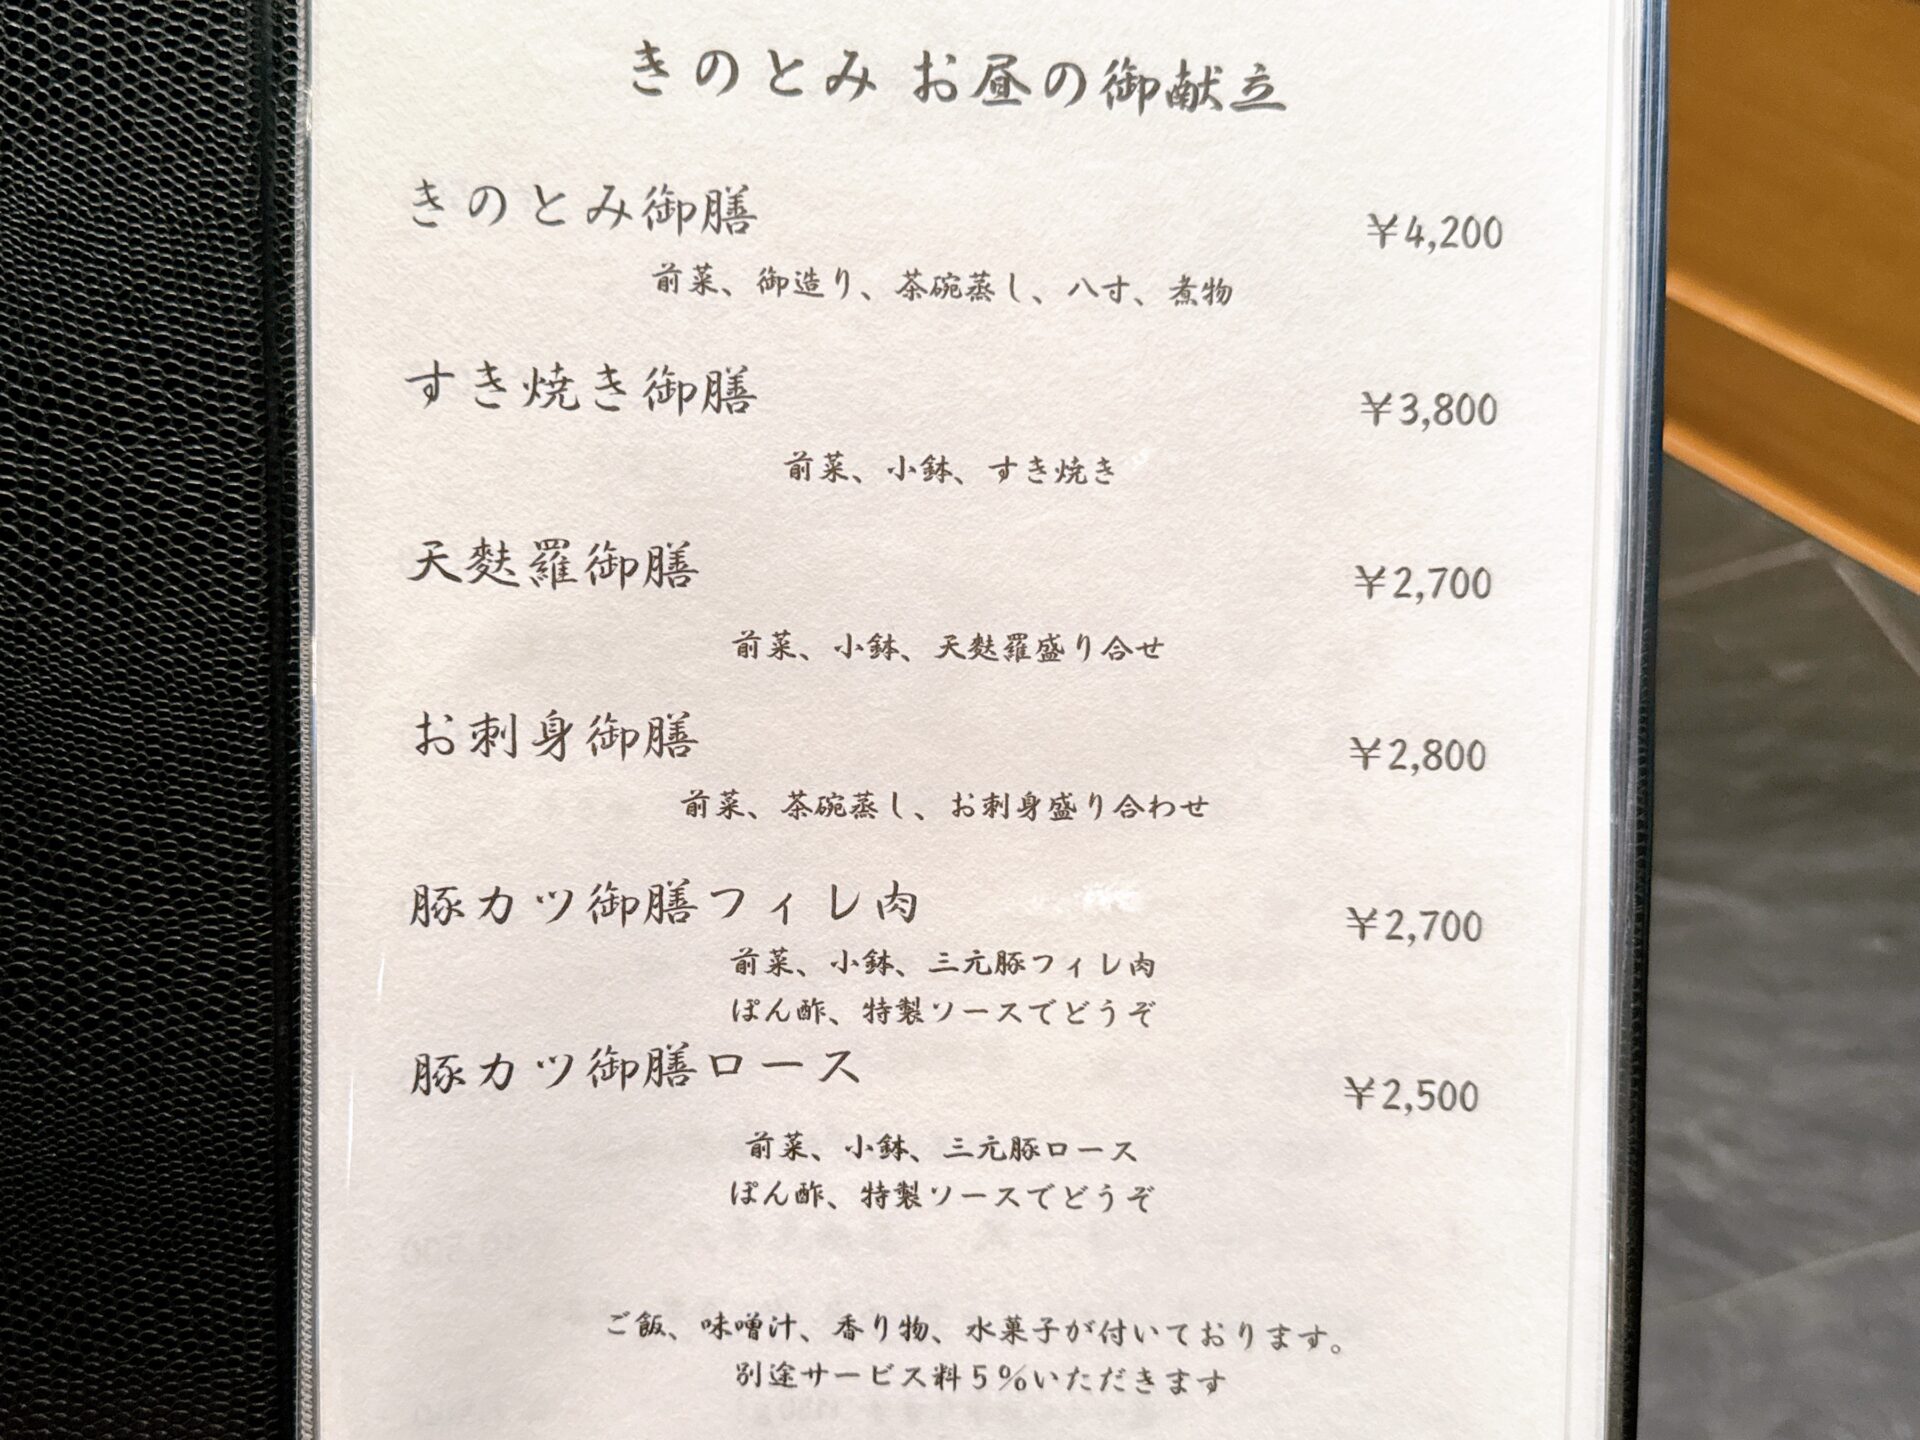 きのとみ お昼の御献立
きのとみ御膳
¥4,200
前菜、御造り、茶碗蒸し、八寸、煮物
すき焼き御膳
¥3,800
前菜、小鉢、すき焼き
天麩羅御膳
¥2,700
前菜、小鉢、天麩羅盛り合せ
お刺身御膳
¥2,800
前菜、茶碗蒸し、お刺身盛り合わせ
豚カツ御膳フィレ肉
¥2,700
前菜、小鉢、三元豚フィレ肉
ぽん酢、特製ソースでどうぞ
豚カツ御膳ロース
¥2,500
前菜、小鉢、三元豚ロース
ぽん酢、特製ソースでどうぞ
ご飯、味噌汁、香り物、水菓子が付いております。
別途サービス料5%いただきます